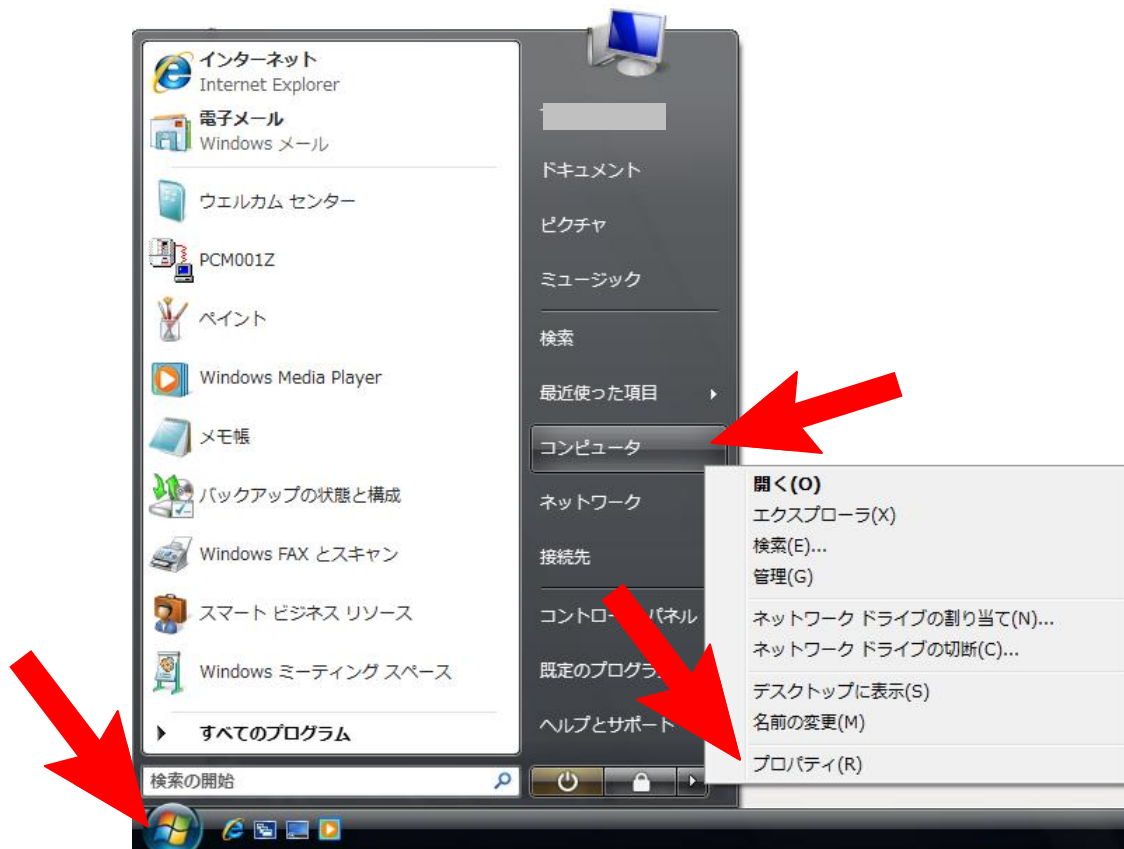 インターネット
Internet Explorer
電子メール
Windows メール
ウェルカム センター
PCM001Z
ペイント
Windows Media Player
メモ帳
バックアップの状態と構成
Windows FAX とスキャン
スマート ビジネス リソース
Windows ミーティング スペース
すべてのプログラム
検索の開始
ドキュメント
ピクチャ
ミュージック
検索
最近使った項目
コンピュータ
ネットワーク
接続先
コントロー パネル
既定のプログラ
ヘルプとサポート
開く(O)
エクスプローラ(X)
検索(E)...
管理(G)
ネットワーク ドライブの割り当て(N)...
ネットワーク ドライブの切断(C)...
デスクトップに表示(S)
名前の変更(M)
プロパティ(R)